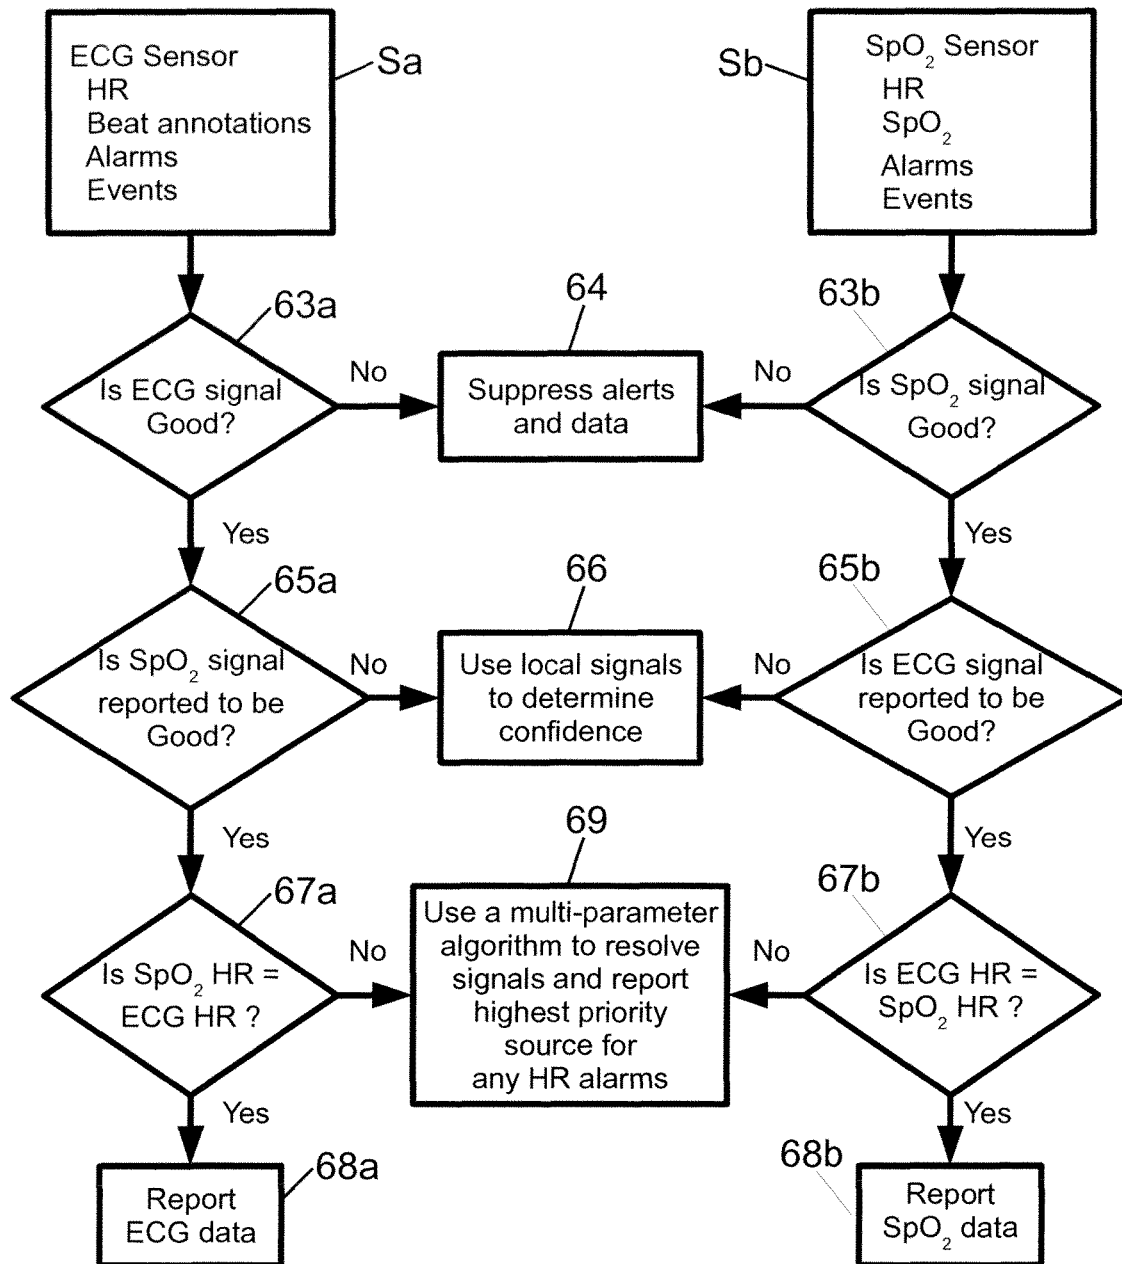 ECG Sensor
HR
Beat annotations
Alarms
Events
Sa
Sb
SpO₂ Sensor
HR
SpO₂
Alarms
Events
63a
Is ECG signal
Good?
No
64
Suppress alerts
and data
63b
No
Is SpO₂ signal
Good?
Yes
Yes
65a
Is SpO₂ signal
reported to be
Good?
No
66
Use local signals
to determine
confidence
65b
No
Is ECG signal
reported to be
Good?
Yes
Yes
67a
Is SpO₂ HR =
ECG HR ?
No
69
Use a multi-parameter
algorithm to resolve
signals and report
highest priority
source for
any HR alarms
67b
No
Is ECG HR =
SpO₂ HR ?
Yes
Yes
68a
Report
ECG data
68b
Report
SpO₂ data